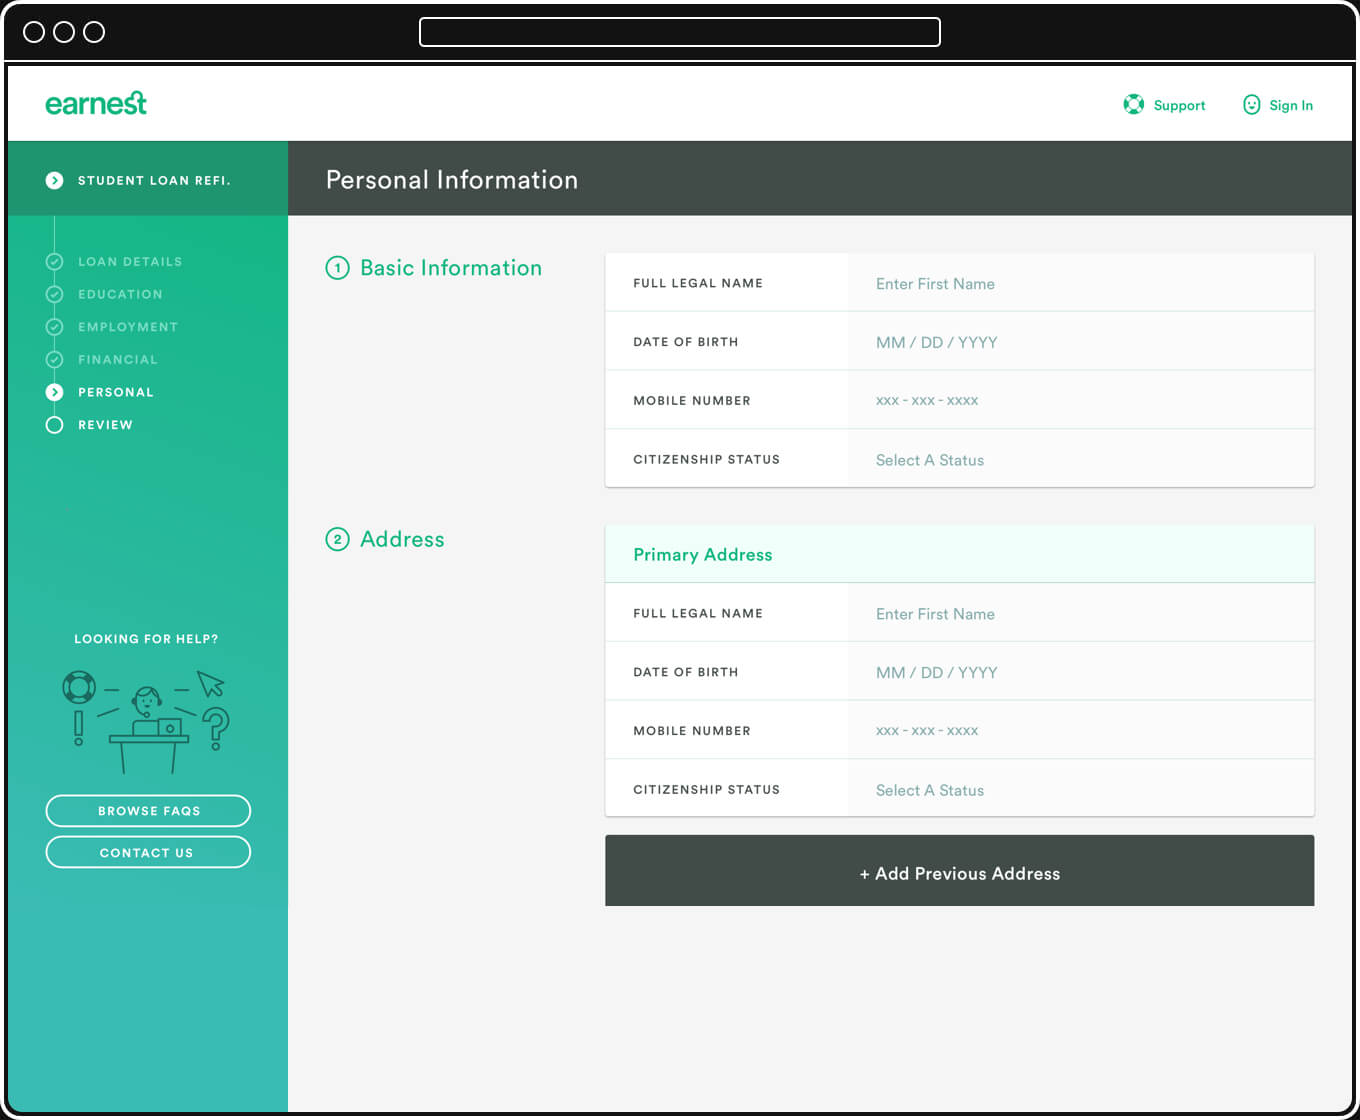 earnest
Support
Sign In
STUDENT LOAN REFI.
Personal Information
LOAN DETAILS
EDUCATION
EMPLOYMENT
FINANCIAL
PERSONAL
REVIEW
LOOKING FOR HELP?
BROWSE FAQS
CONTACT US
1 Basic Information
FULL LEGAL NAME Enter First Name
DATE OF BIRTH MM / DD / YYYY
MOBILE NUMBER xxx - xxx - xxxx
CITIZENSHIP STATUS Select A Status
2 Address
Primary Address
FULL LEGAL NAME Enter First Name
DATE OF BIRTH MM / DD / YYYY
MOBILE NUMBER xxx - xxx - xxxx
CITIZENSHIP STATUS Select A Status
+ Add Previous Address